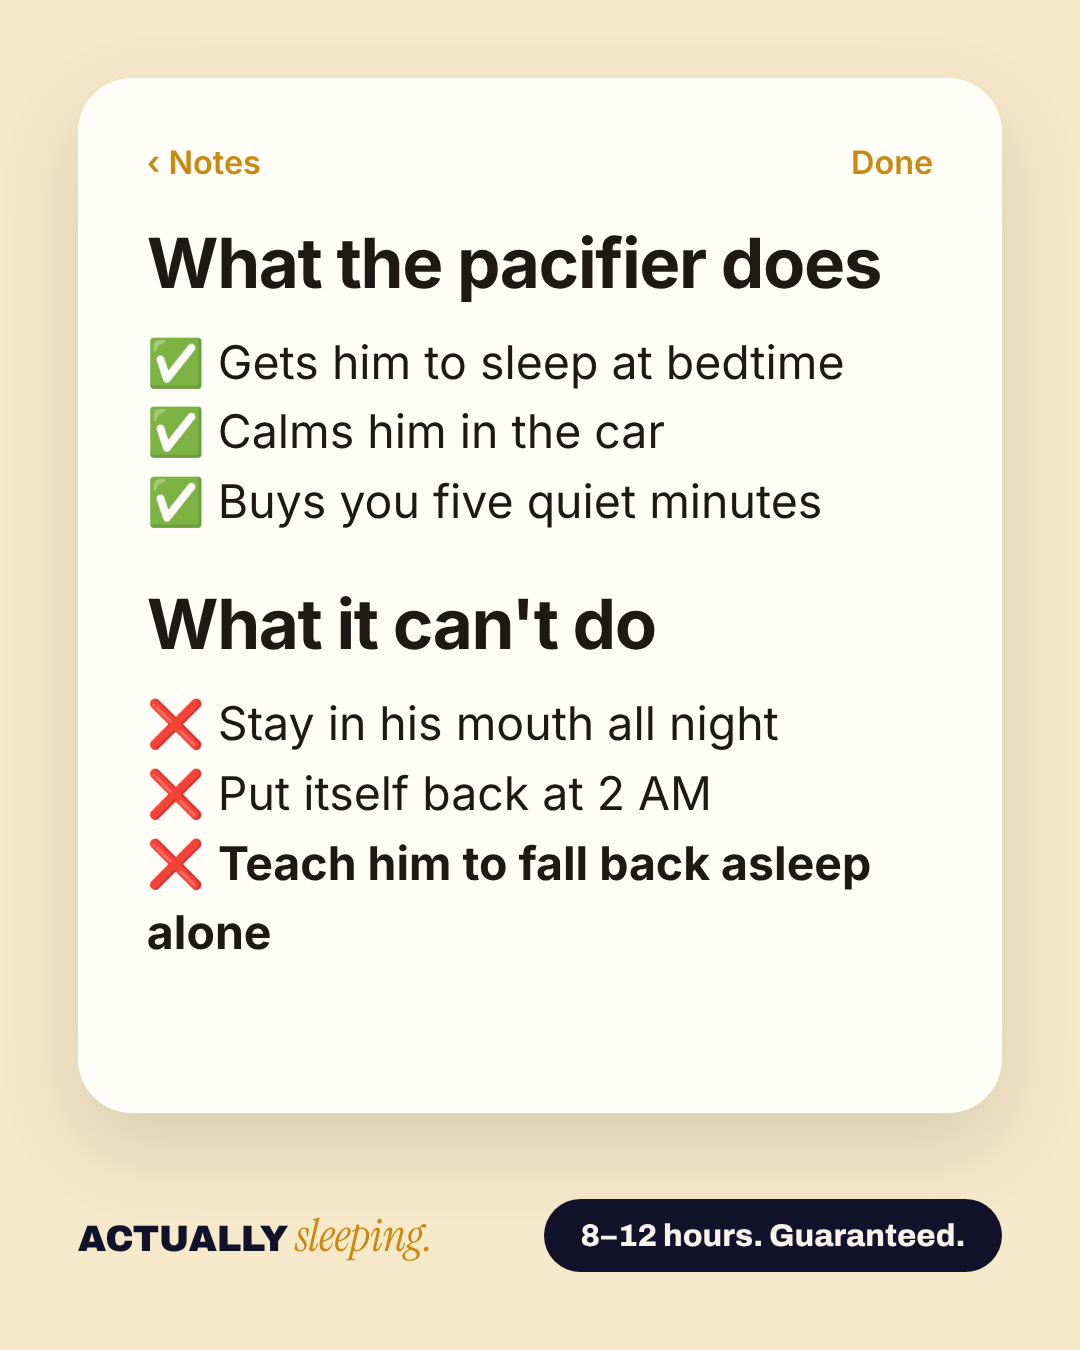 ‹ Notes
Done
What the pacifier does
✅ Gets him to sleep at bedtime
✅ Calms him in the car
✅ Buys you five quiet minutes
What it can't do
❌ Stay in his mouth all night
❌ Put itself back at 2 AM
❌ Teach him to fall back asleep
alone
ACTUALLY sleeping.
8–12 hours. Guaranteed.